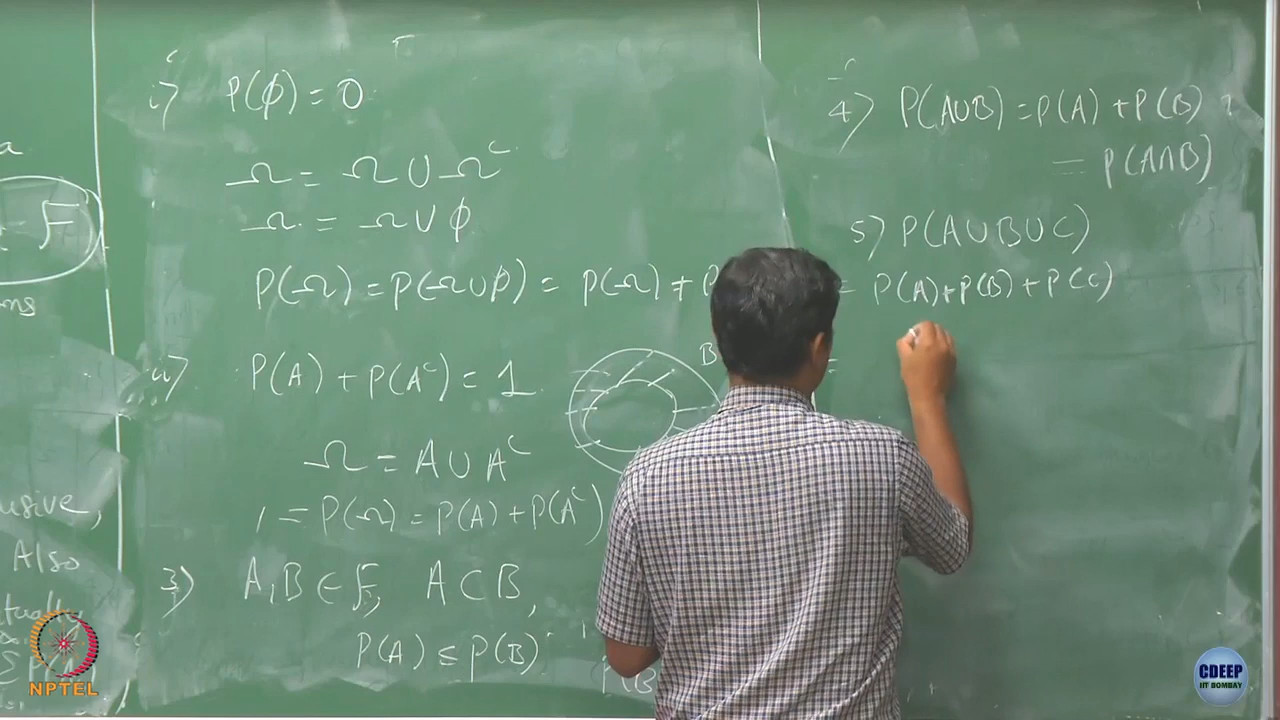 a
F
ms
usive,
Also
i) P(ϕ) = 0
Ω = Ω ∪ Ω^c
Ω = Ω ∪ ϕ
P(Ω) = P(Ω∪ϕ) = P(Ω) + P
ii) P(A) + P(A^c) = 1
B
Ω = A ∪ A^c
1 = P(Ω) = P(A) + P(A^c)
3) A, B ∈ F, A ⊂ B,
P(A) ≤ P(B)
P(B
4) P(A∪B) = P(A) + P(B)
= P(A∩B)
5) P(A∪B∪C)
= P(A) + P(B) + P(C)
=
NPTEL
CDEEP
IIT BOMBAY